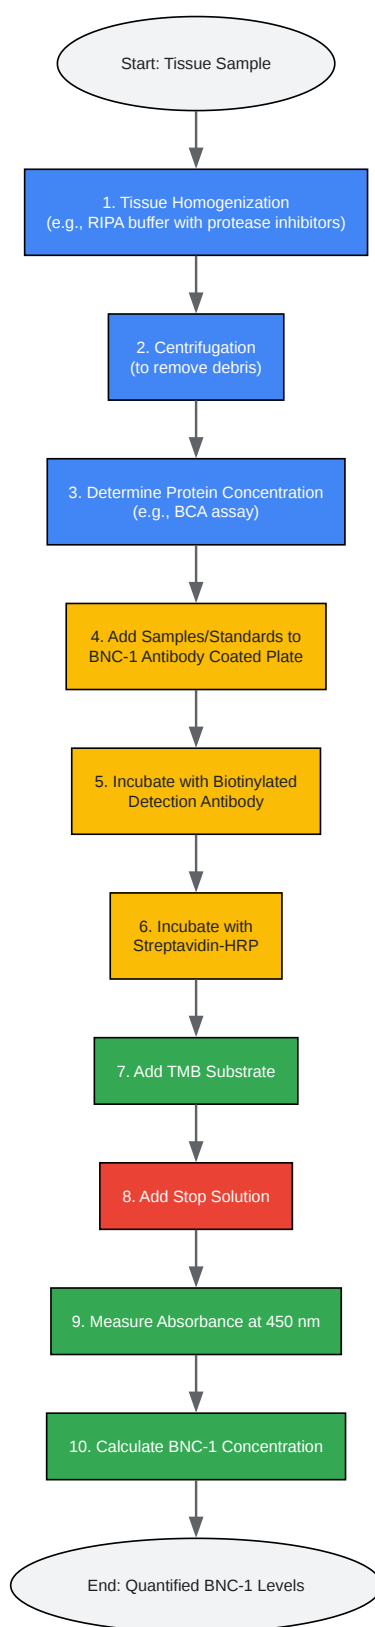 Start: Tissue Sample
1. Tissue Homogenization
(e.g., RIPA buffer with protease inhibitors)
2. Centrifugation
(to remove debris)
3. Determine Protein Concentration
(e.g., BCA assay)
4. Add Samples/Standards to
BNC-1 Antibody Coated Plate
5. Incubate with Biotinylated
Detection Antibody
6. Incubate with
Streptavidin-HRP
7. Add TMB Substrate
8. Add Stop Solution
9. Measure Absorbance at 450 nm
10. Calculate BNC-1 Concentration
End: Quantified BNC-1 Levels